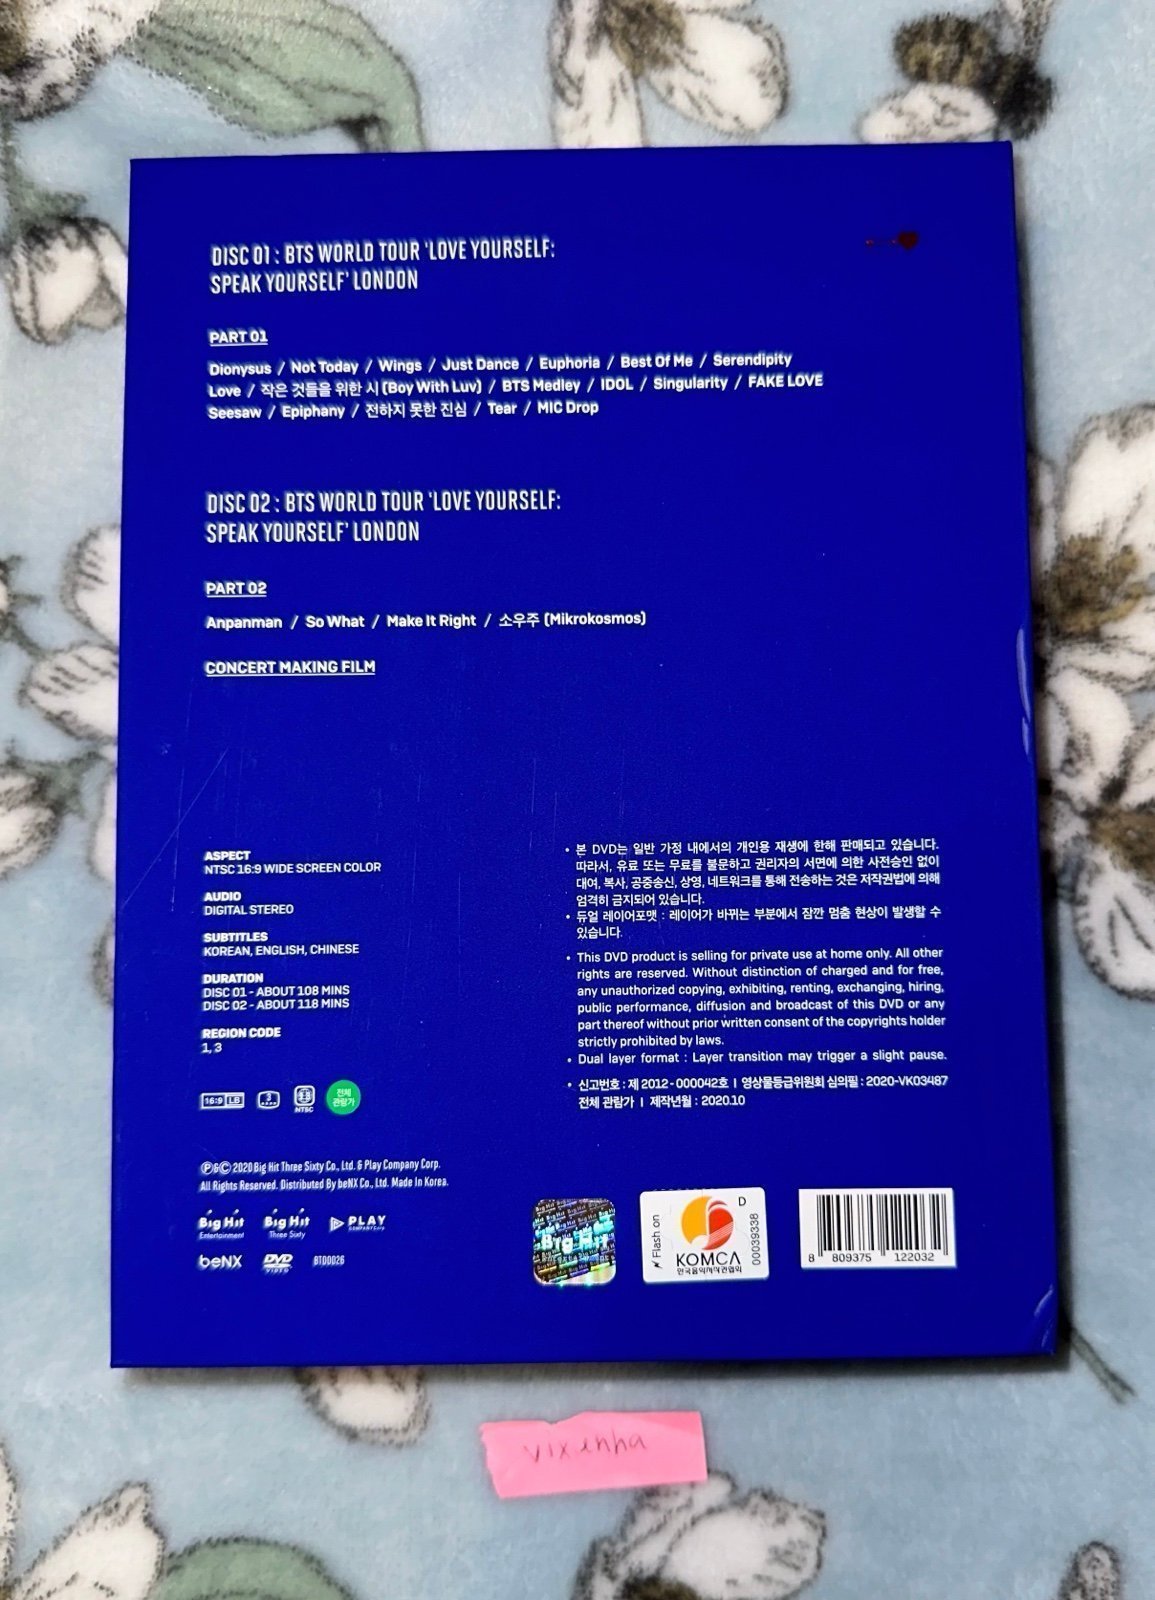 DISC 01 : BTS WORLD TOUR 'LOVE YOURSELF:
SPEAK YOURSELF' LONDON
PART 01
Dionysus / Not Today / Wings / Just Dance / Euphoria / Best Of Me / Serendipity
Love / 작은 것들을 위한 시 (Boy With Luv) / BTS Medley / IDOL / Singularity / FAKE LOVE
Seesaw / Epiphany / 전하지 못한 진심 / Tear / MIC Drop
DISC 02 : BTS WORLD TOUR 'LOVE YOURSELF:
SPEAK YOURSELF' LONDON
PART 02
Anpanman / So What / Make It Right / 소우주 (Mikrokosmos)
CONCERT MAKING FILM
ASPECT
NTSC 16:9 WIDE SCREEN COLOR
AUDIO
DIGITAL STEREO
SUBTITLES
KOREAN, ENGLISH, CHINESE
DURATION
DISC 01 - ABOUT 108 MINS
DISC 02 - ABOUT 118 MINS
REGION CODE
1, 3
16:9 LB
3
NTSC
전체
관람가
• 본 DVD는 일반 가정 내에서의 개인용 재생에 한해 판매되고 있습니다.
따라서, 유료 또는 무료를 불문하고 권리자의 서면에 의한 사전승인 없이
대여, 복사, 공중송신, 상영, 네트워크를 통해 전송하는 것은 저작권법에 의해
엄격히 금지되어 있습니다.
• 듀얼 레이어포맷 : 레이어가 바뀌는 부분에서 잠깐 멈춤 현상이 발생할 수
있습니다.
• This DVD product is selling for private use at home only. All other
rights are reserved. Without distinction of charged and for free,
any unauthorized copying, exhibiting, renting, exchanging, hiring,
public performance, diffusion and broadcast of this DVD or any
part thereof without prior written consent of the copyrights holder
strictly prohibited by laws.
• Dual layer format : Layer transition may trigger a slight pause.
• 신고번호 : 제 2012-000042호 | 영상물등급위원회 심의필 : 2020-VK03487
전체 관람가 | 제작년월 : 2020.10
Ⓟ&Ⓒ 2020 Big Hit Three Sixty Co., Ltd. & Play Company Corp.
All Rights Reserved. Distributed By beNX Co., Ltd. Made In Korea.
Big Hit
Entertainment
Big Hit
Three Sixty
PLAY
COMPANY Corp.
beNX
DVD
VIDEO
BTD0026
Big Hit
Flash on
D
KOMCA
한국음악저작권협회
00039338
8 809375 122032
vixenha